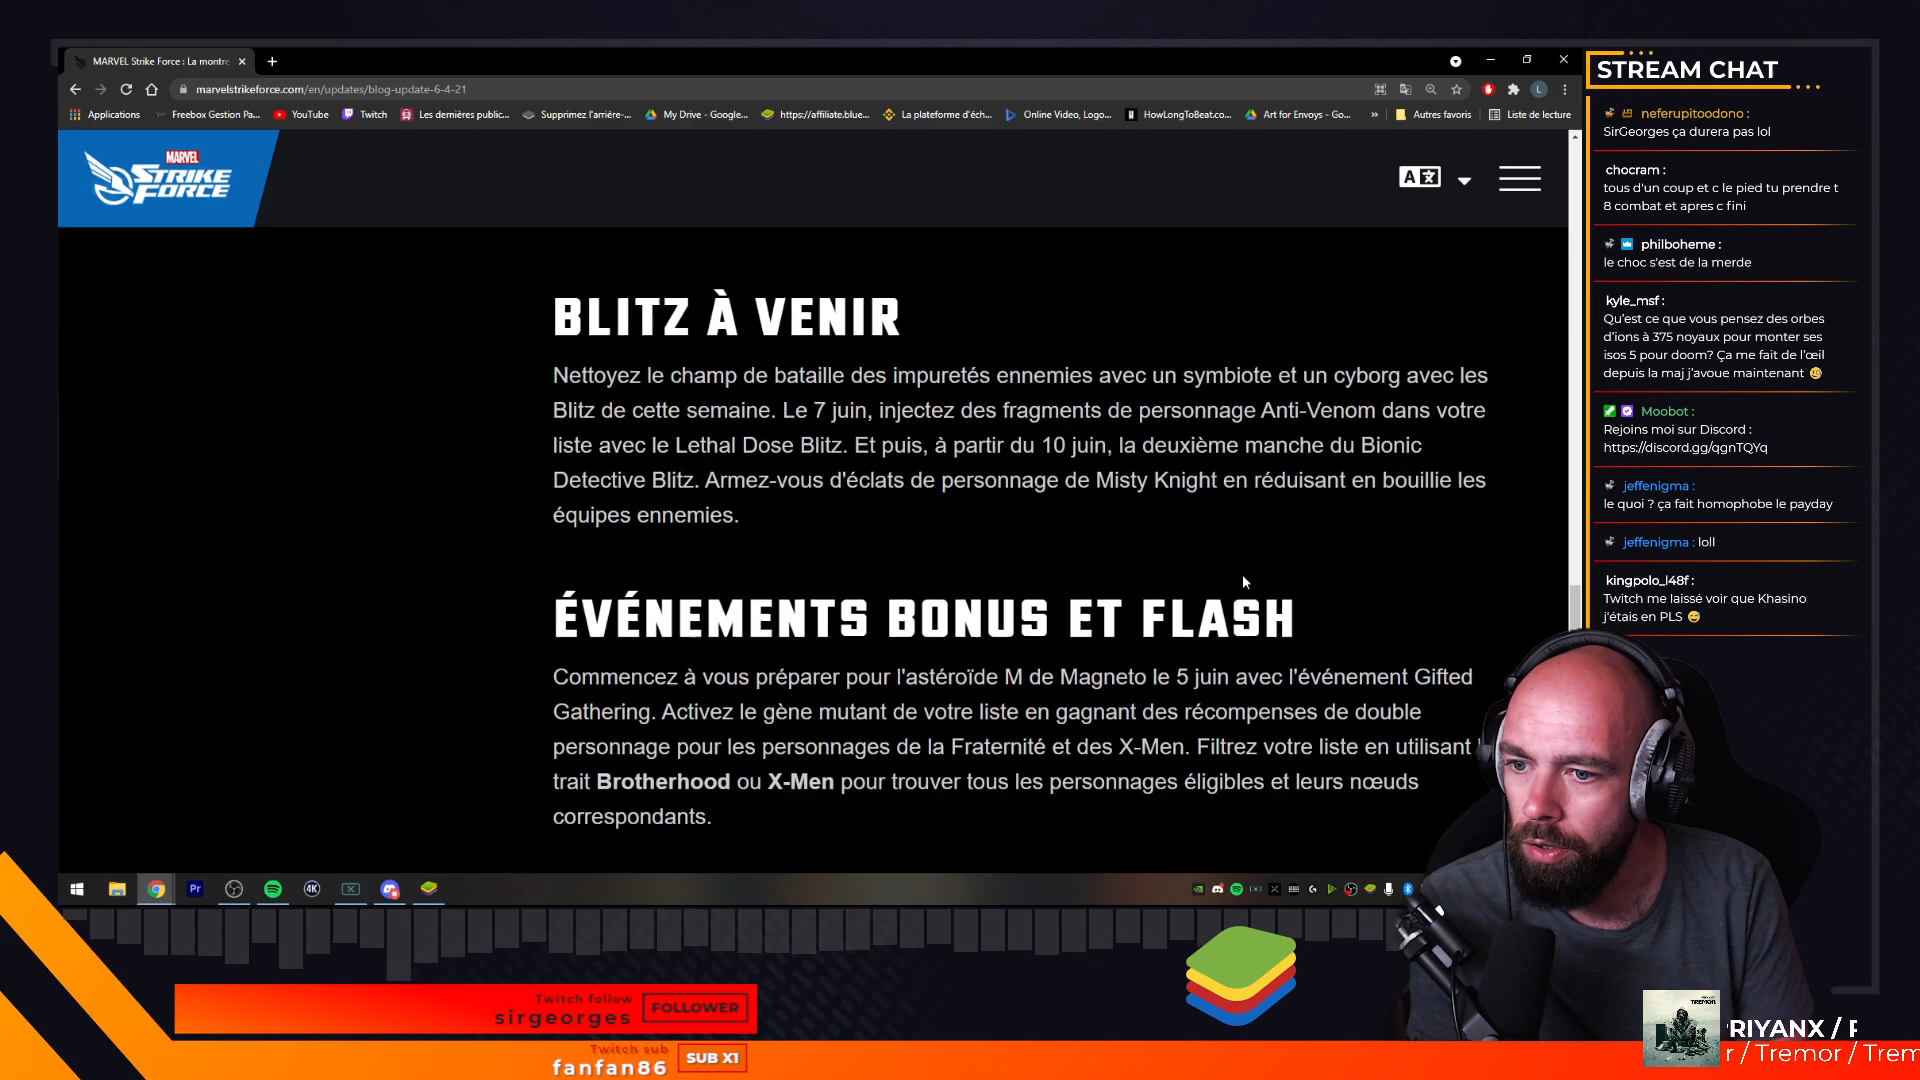 MARVEL Strike Force : La montre
marvelstrikeforce.com/en/updates/blog-update-6-4-21
Applications
Freebox Gestion Pa...
YouTube
Twitch
Les dernières public...
Supprimez l'arrière-...
My Drive - Google...
https://affiliate.blue...
La plateforme d'éch...
Online Video, Logo...
HowLongToBeat.co...
Art for Envoys - Go...
Autres favoris
Liste de lecture
MARVEL
STRIKE
FORCE
BLITZ À VENIR
Nettoyez le champ de bataille des impuretés ennemies avec un symbiote et un cyborg avec les
Blitz de cette semaine. Le 7 juin, injectez des fragments de personnage Anti-Venom dans votre
liste avec le Lethal Dose Blitz. Et puis, à partir du 10 juin, la deuxième manche du Bionic
Detective Blitz. Armez-vous d'éclats de personnage de Misty Knight en réduisant en bouillie les
équipes ennemies.
ÉVÉNEMENTS BONUS ET FLASH
Commencez à vous préparer pour l'astéroïde M de Magneto le 5 juin avec l'événement Gifted
Gathering. Activez le gène mutant de votre liste en gagnant des récompenses de double
personnage pour les personnages de la Fraternité et des X-Men. Filtrez votre liste en utilisant
trait Brotherhood ou X-Men pour trouver tous les personnages éligibles et leurs nœuds
correspondants.
STREAM CHAT
neferupitoodono :
SirGeorges ça durera pas lol
chocram :
tous d'un coup et c le pied tu prendre t
8 combat et apres c fini
philboheme :
le choc s'est de la merde
kyle_msf :
Qu'est ce que vous pensez des orbes
d'ions à 375 noyaux pour monter ses
isos 5 pour doom? Ça me fait de l'œil
depuis la maj j'avoue maintenant
Moobot :
Rejoins moi sur Discord :
https://discord.gg/qgnTQYq
jeffenigma :
le quoi ? ça fait homophobe le payday
jeffenigma : loll
kingpolo_l48f :
Twitch me laissé voir que Khasino
j'étais en PLS
Twitch follow
sirgeorges
FOLLOWER
Twitch sub
fanfan86
SUB X1
TREMOR
RIYANX / F
r / Tremor / Trem